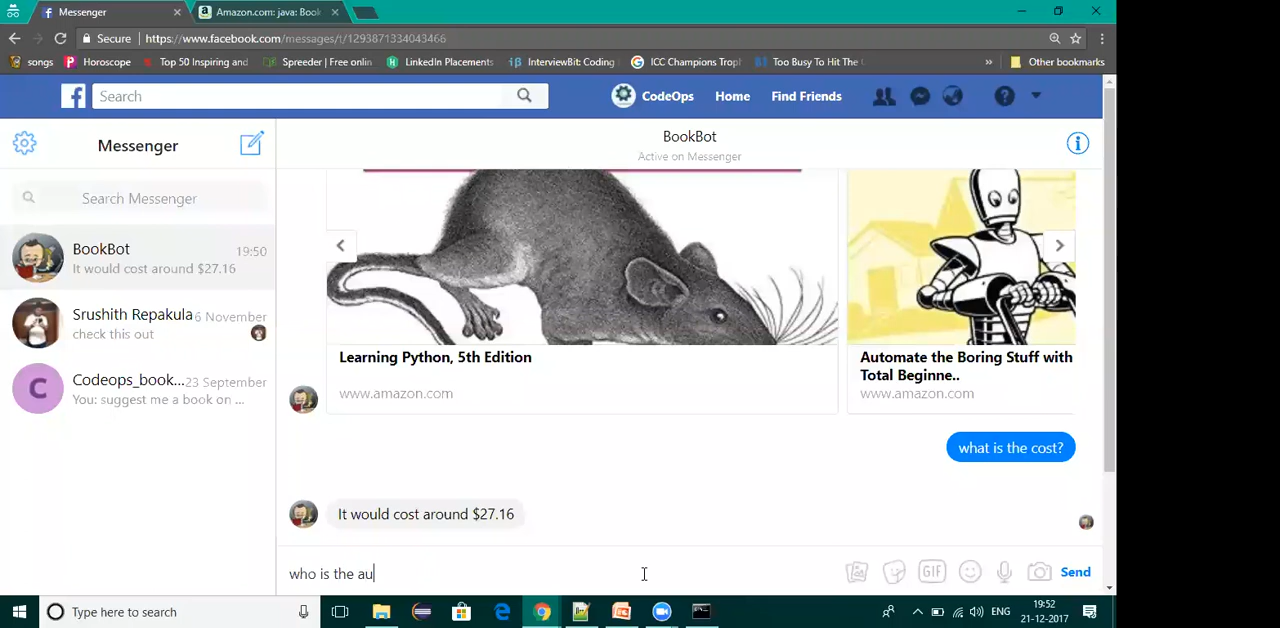 Messenger
Amazon.com: java: Book
Secure
https://www.facebook.com/messages/t/1293871334043466
songs
Horoscope
Top 50 Inspiring and
Spreeder | Free onlin
LinkedIn Placements
InterviewBit: Coding
ICC Champions Trop
Too Busy To Hit The
»
Other bookmarks
Search
CodeOps
Home
Find Friends
Messenger
Search Messenger
BookBot
19:50
It would cost around $27.16
Srushith Repakula
6 November
check this out
C
Codeops_book...
23 September
You: suggest me a book on ...
BookBot
Active on Messenger
Learning Python, 5th Edition
www.amazon.com
Automate the Boring Stuff with
Total Beginne..
www.amazon.com
what is the cost?
It would cost around $27.16
who is the au
GIF
Send
Type here to search
ENG
19:52
21-12-2017